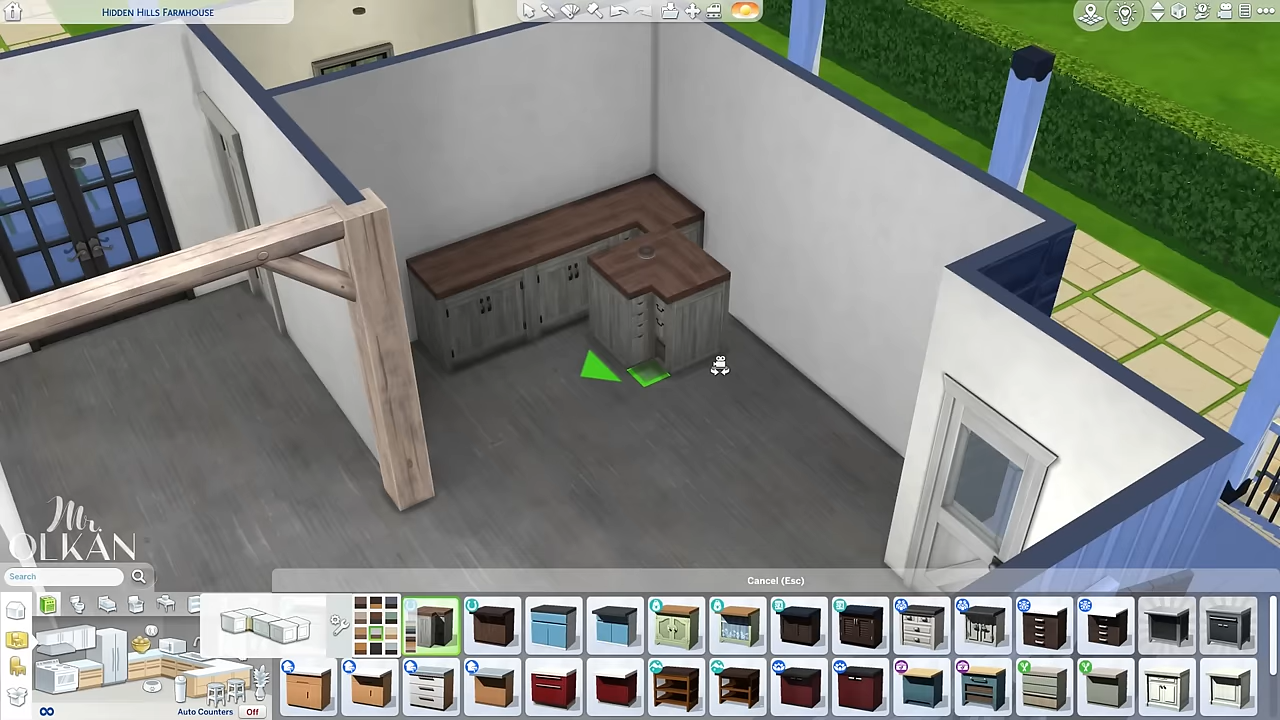 HIDDEN HILLS FARMHOUSE
Mr.
OLKAN
Search
Cancel (Esc)
Auto Counters
Off